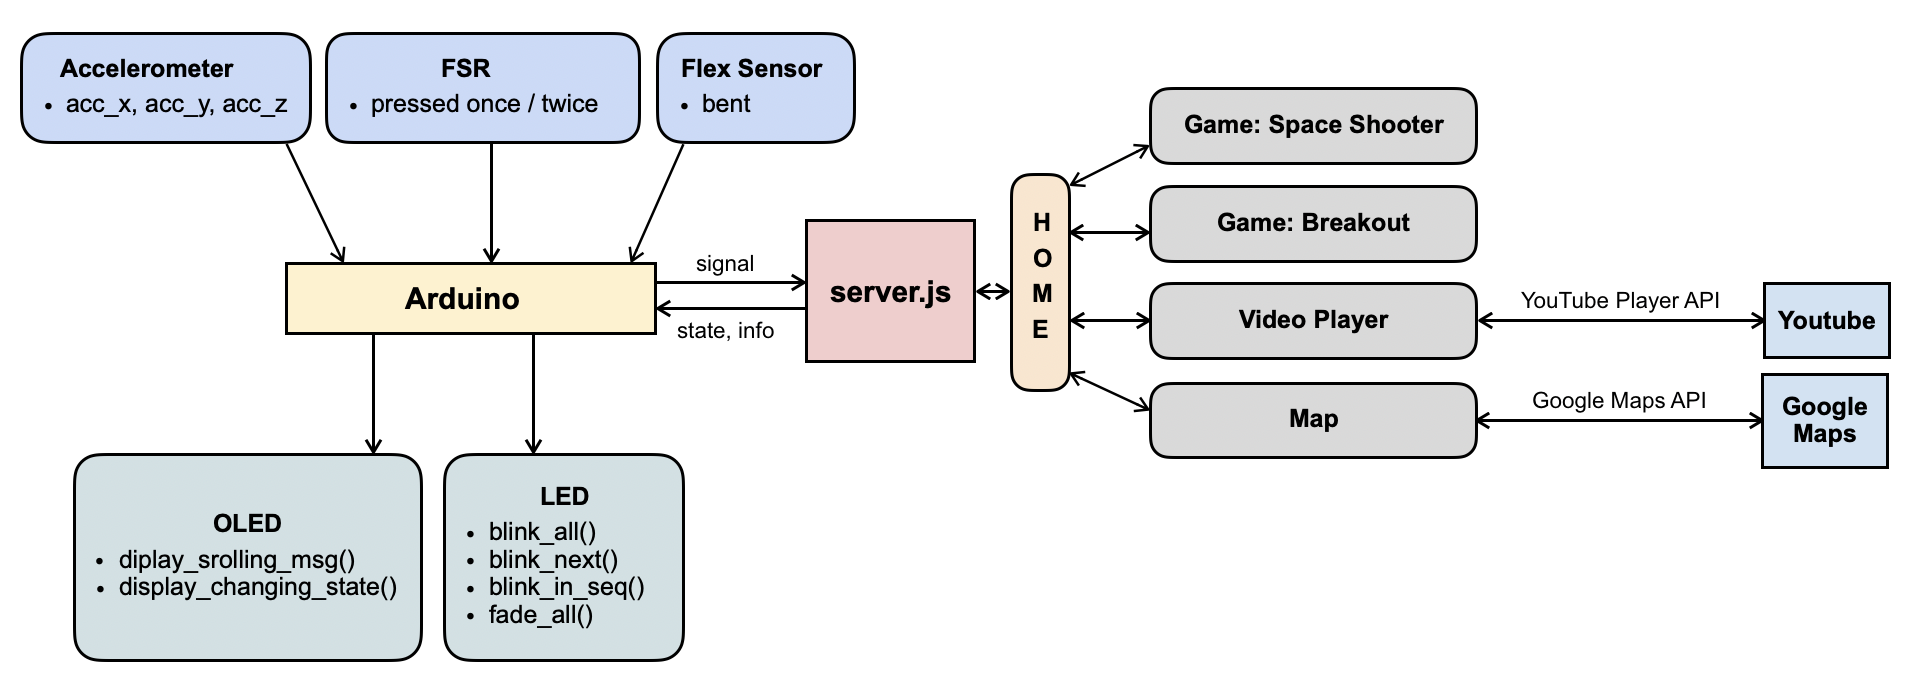 Accelerometer
• acc_x, acc_y, acc_z
FSR
• pressed once / twice
Flex Sensor
• bent
Arduino
signal
state, info
server.js
H
O
M
E
Game: Space Shooter
Game: Breakout
Video Player
Map
YouTube Player API
Youtube
Google Maps API
Google
Maps
OLED
• diplay_srolling_msg()
• display_changing_state()
LED
• blink_all()
• blink_next()
• blink_in_seq()
• fade_all()